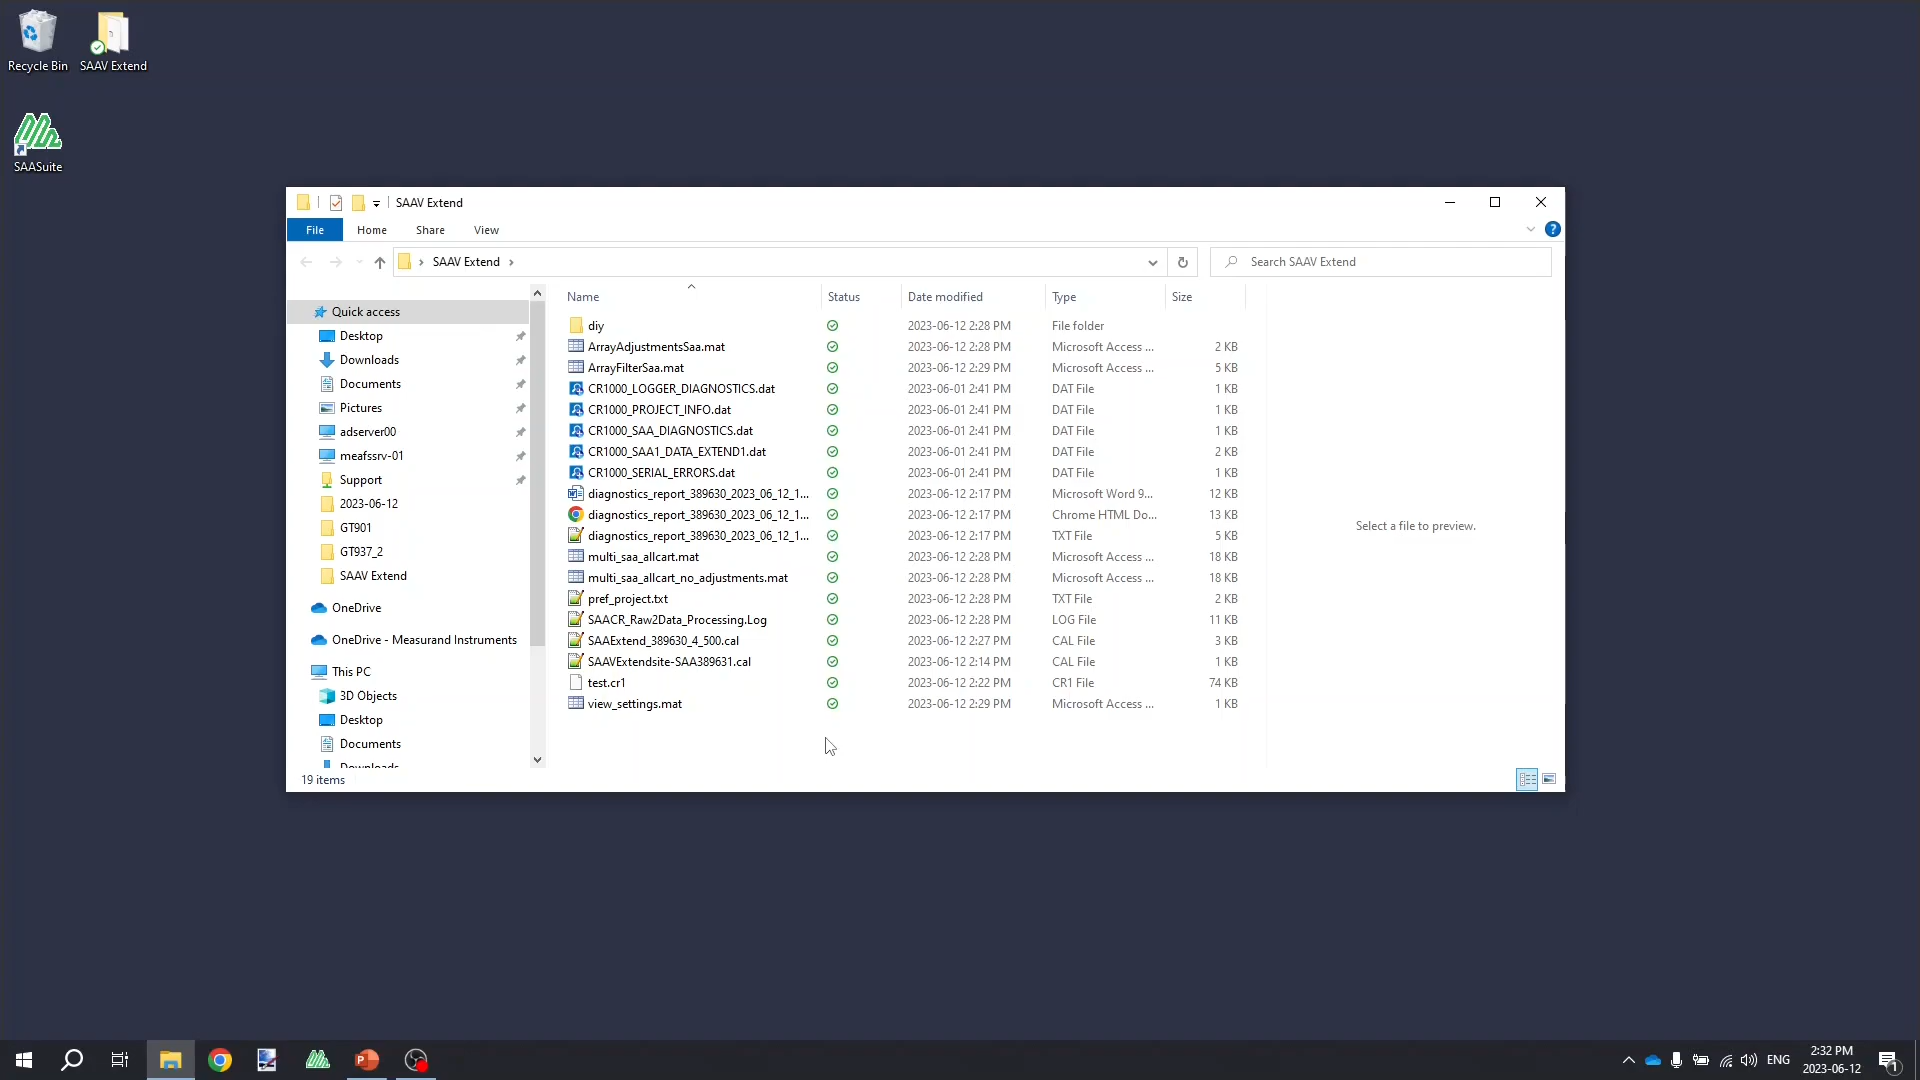 Recycle Bin
SAAV Extend
SAASuite
SAAV Extend
File Home Share View
SAAV Extend
Search SAAV Extend
Quick access
Desktop
Downloads
Documents
Pictures
adserver00
meafssrv-01
Support
2023-06-12
GT901
GT937_2
SAAV Extend
OneDrive
OneDrive - Measurand Instruments
This PC
3D Objects
Desktop
Documents
Downloads
Name Status Date modified Type Size
diy 2023-06-12 2:28 PM File folder
ArrayAdjustmentsSaa.mat 2023-06-12 2:28 PM Microsoft Access ... 2 KB
ArrayFilterSaa.mat 2023-06-12 2:29 PM Microsoft Access ... 5 KB
CR1000_LOGGER_DIAGNOSTICS.dat 2023-06-01 2:41 PM DAT File 1 KB
CR1000_PROJECT_INFO.dat 2023-06-01 2:41 PM DAT File 1 KB
CR1000_SAA_DIAGNOSTICS.dat 2023-06-01 2:41 PM DAT File 1 KB
CR1000_SAA1_DATA_EXTEND1.dat 2023-06-01 2:41 PM DAT File 2 KB
CR1000_SERIAL_ERRORS.dat 2023-06-01 2:41 PM DAT File 1 KB
diagnostics_report_389630_2023_06_12_1... 2023-06-12 2:17 PM Microsoft Word 9... 12 KB
diagnostics_report_389630_2023_06_12_1... 2023-06-12 2:17 PM Chrome HTML Do... 13 KB
diagnostics_report_389630_2023_06_12_1... 2023-06-12 2:17 PM TXT File 5 KB
multi_saa_allcart.mat 2023-06-12 2:28 PM Microsoft Access ... 18 KB
multi_saa_allcart_no_adjustments.mat 2023-06-12 2:28 PM Microsoft Access ... 18 KB
pref_project.txt 2023-06-12 2:28 PM TXT File 2 KB
SAACR_Raw2Data_Processing.Log 2023-06-12 2:28 PM LOG File 11 KB
SAAExtend_389630_4_500.cal 2023-06-12 2:27 PM CAL File 3 KB
SAAVExtendsite-SAA389631.cal 2023-06-12 2:14 PM CAL File 1 KB
test.cr1 2023-06-12 2:22 PM CR1 File 74 KB
view_settings.mat 2023-06-12 2:29 PM Microsoft Access ... 1 KB
Select a file to preview.
19 items
ENG
2:32 PM
2023-06-12
1